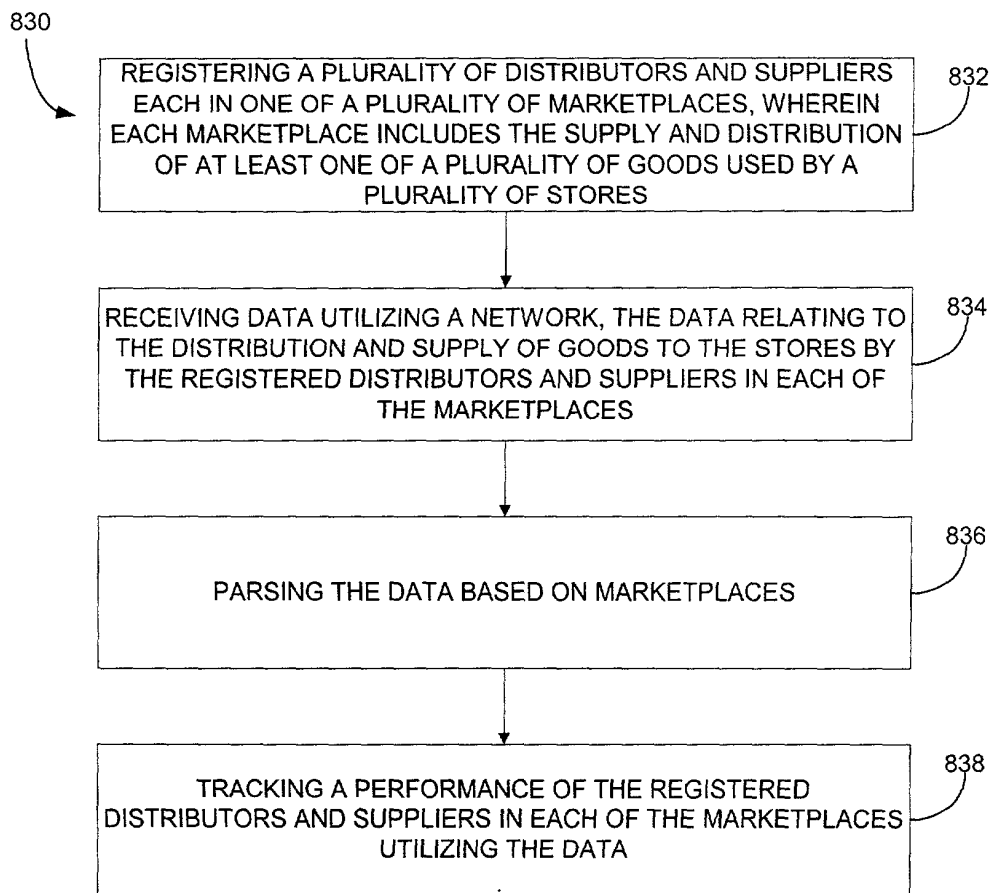 830
REGISTERING A PLURALITY OF DISTRIBUTORS AND SUPPLIERS
EACH IN ONE OF A PLURALITY OF MARKETPLACES, WHEREIN
EACH MARKETPLACE INCLUDES THE SUPPLY AND DISTRIBUTION
OF AT LEAST ONE OF A PLURALITY OF GOODS USED BY A
PLURALITY OF STORES
832
RECEIVING DATA UTILIZING A NETWORK, THE DATA RELATING TO
THE DISTRIBUTION AND SUPPLY OF GOODS TO THE STORES BY
THE REGISTERED DISTRIBUTORS AND SUPPLIERS IN EACH OF
THE MARKETPLACES
834
PARSING THE DATA BASED ON MARKETPLACES
836
TRACKING A PERFORMANCE OF THE REGISTERED
DISTRIBUTORS AND SUPPLIERS IN EACH OF THE MARKETPLACES
UTILIZING THE DATA
838